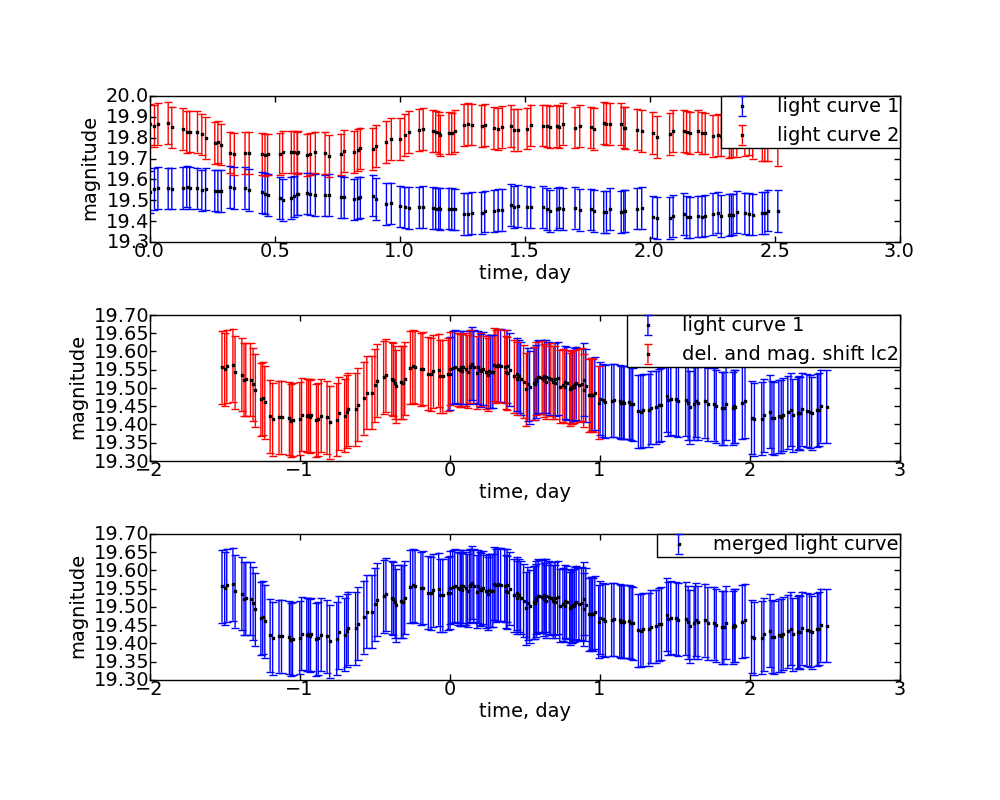 20.0
19.9
19.8
19.7
19.6
19.5
19.4
19.3
magnitude
light curve 1
light curve 2
0.0 0.5 1.0 1.5 2.0 2.5 3.0
time, day
19.70
19.65
19.60
19.55
19.50
19.45
19.40
19.35
19.30
magnitude
light curve 1
del. and mag. shift lc2
−2 −1 0 1 2 3
time, day
19.70
19.65
19.60
19.55
19.50
19.45
19.40
19.35
19.30
magnitude
merged light curve
−2 −1 0 1 2 3
time, day